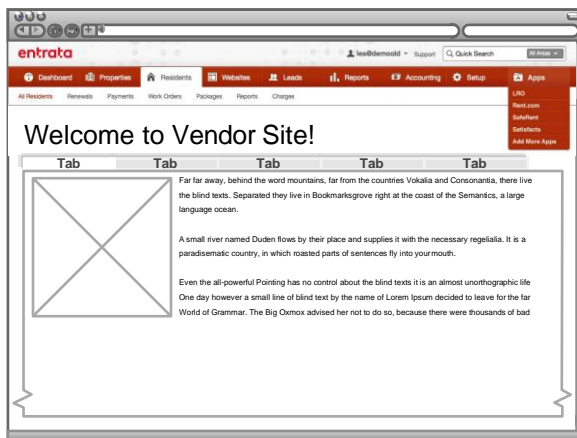 entrata
les@demoold
Support
Quick Search
All Areas
Dashboard Properties Residents Websites Leads Reports Accounting Setup Apps
All Residents Renewals Payments Work Orders Packages Reports Charges
LRO
Rent.com
SafeRent
Satisfacts
Add More Apps
Welcome to Vendor Site!
Tab Tab Tab Tab Tab
Far far away, behind the word mountains, far from the countries Vokalia and Consonantia, there live
the blind texts. Separated they live in Bookmarksgrove right at the coast of the Semantics, a large
language ocean.
A small river named Duden flows by their place and supplies it with the necessary regelialia. It is a
paradisematic country, in which roasted parts of sentences fly into your mouth.
Even the all-powerful Pointing has no control about the blind texts it is an almost unorthographic life
One day however a small line of blind text by the name of Lorem Ipsum decided to leave for the far
World of Grammar. The Big Oxmox advised her not to do so, because there were thousands of bad